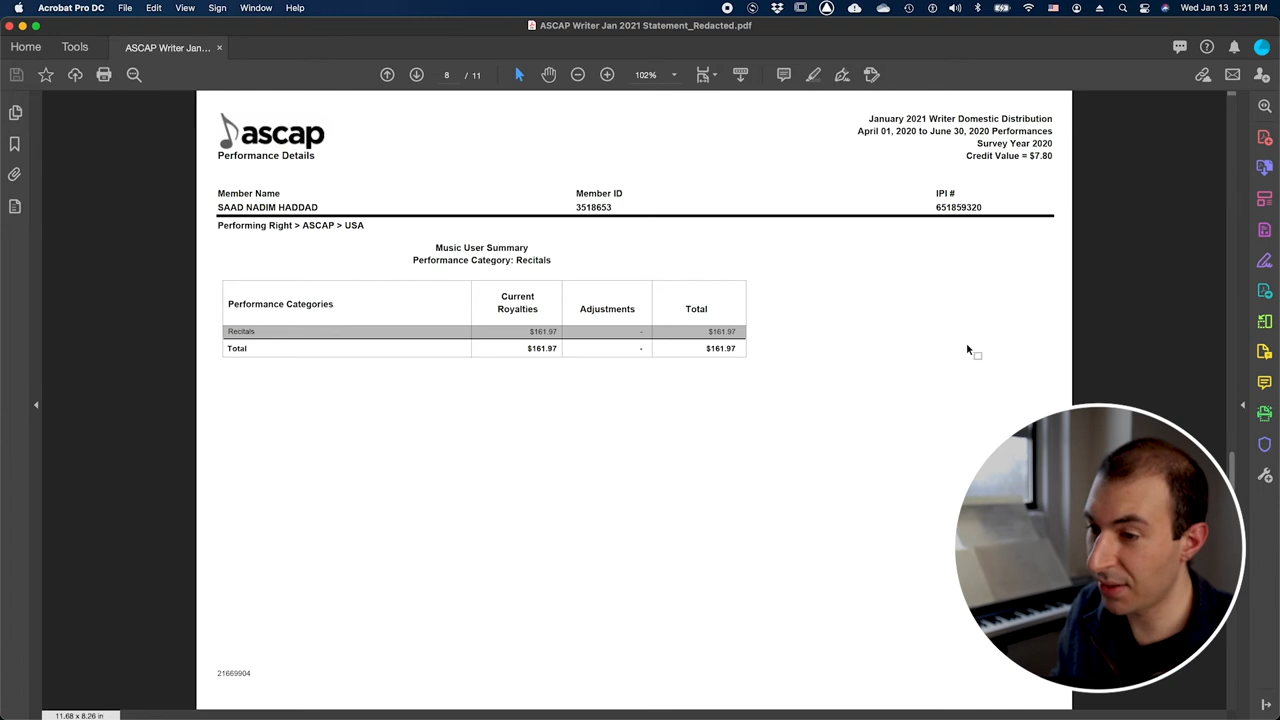 Acrobat Pro DC File Edit View Sign Window Help Wed Jan 13 3:21 PM
ASCAP Writer Jan 2021 Statement_Redacted.pdf
Home Tools ASCAP Writer Jan... ×
8 / 11 102%
ascap
Performance Details
January 2021 Writer Domestic Distribution
April 01, 2020 to June 30, 2020 Performances
Survey Year 2020
Credit Value = $7.80
Member Name Member ID IPI #
SAAD NADIM HADDAD 3518653 651859320
Performing Right > ASCAP > USA
Music User Summary
Performance Category: Recitals
Performance Categories Current Royalties Adjustments Total
Recitals $161.97 - $161.97
Total $161.97 - $161.97
21669904
11.68 x 8.26 in